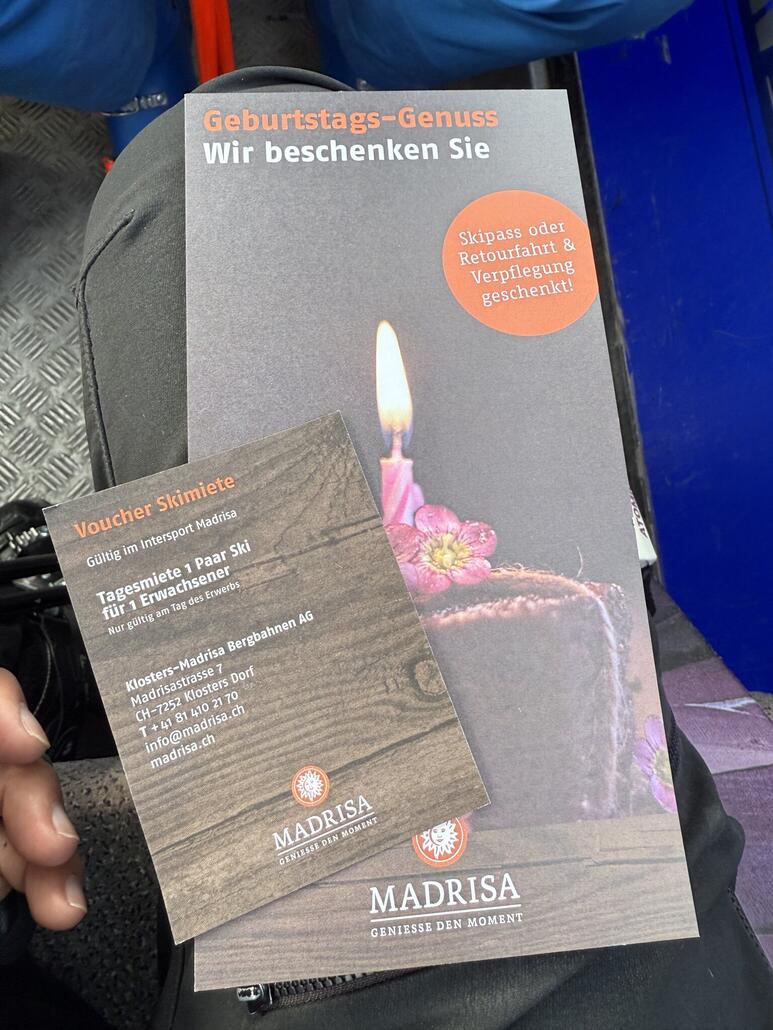 Geburtstags-Genuss
Wir beschenken Sie
Skipass oder
Retourfahrt &
Verpflegung
geschenkt!
Voucher Skimiete
Gültig im Intersport Madrisa
Tagesmiete 1 Paar Ski
für 1 Erwachsener
Nur gültig am Tag des Erwerbs
Klosters-Madrisa Bergbahnen AG
Madrisastrasse 7
CH-7252 Klosters Dorf
T +41 81 410 21 70
info@madrisa.ch
madrisa.ch
MADRISA
GENIESSE DEN MOMENT
MADRISA
GENIESSE DEN MOMENT